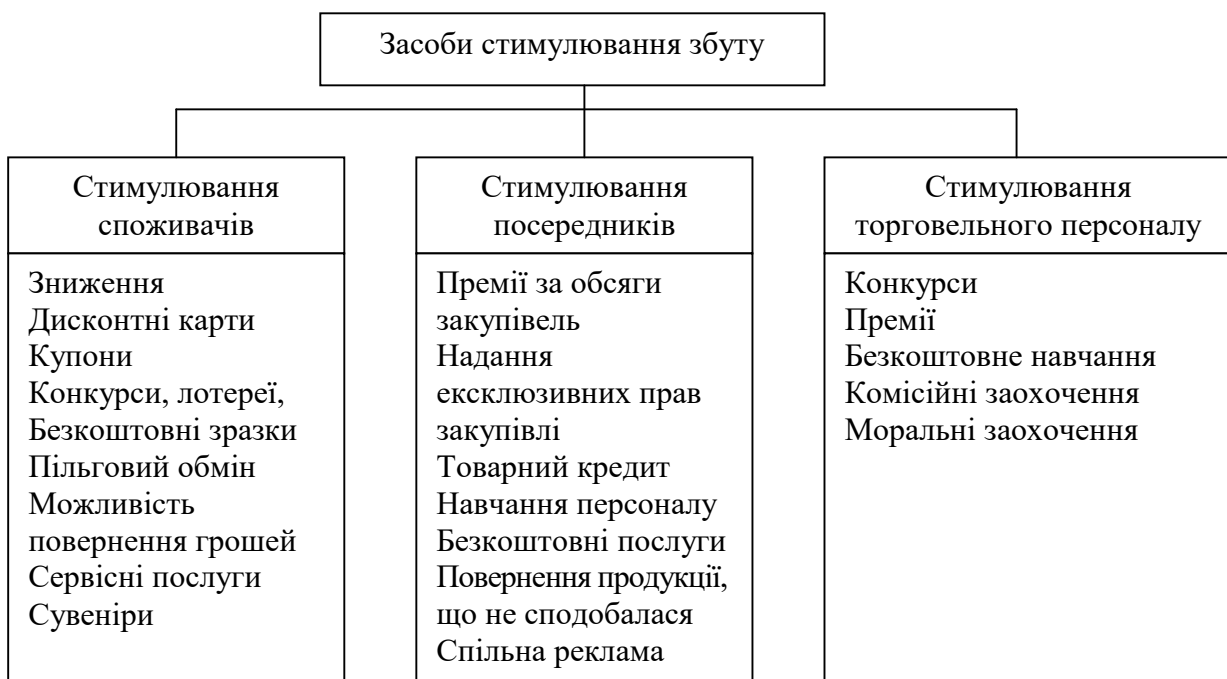 Засоби стимулювання збуту
Стимулювання
споживачів
Зниження
Дисконтні карти
Купони
Конкурси, лотереї,
Безкоштовні зразки
Пільговий обмін
Можливість
повернення грошей
Сервісні послуги
Сувеніри
Стимулювання
посередників
Премії за обсяги
закупівель
Надання
ексклюзивних прав
закупівлі
Товарний кредит
Навчання персоналу
Безкоштовні послуги
Повернення продукції,
що не сподобалася
Спільна реклама
Стимулювання
торговельного персоналу
Конкурси
Премії
Безкоштовне навчання
Комісійні заохочення
Моральні заохочення